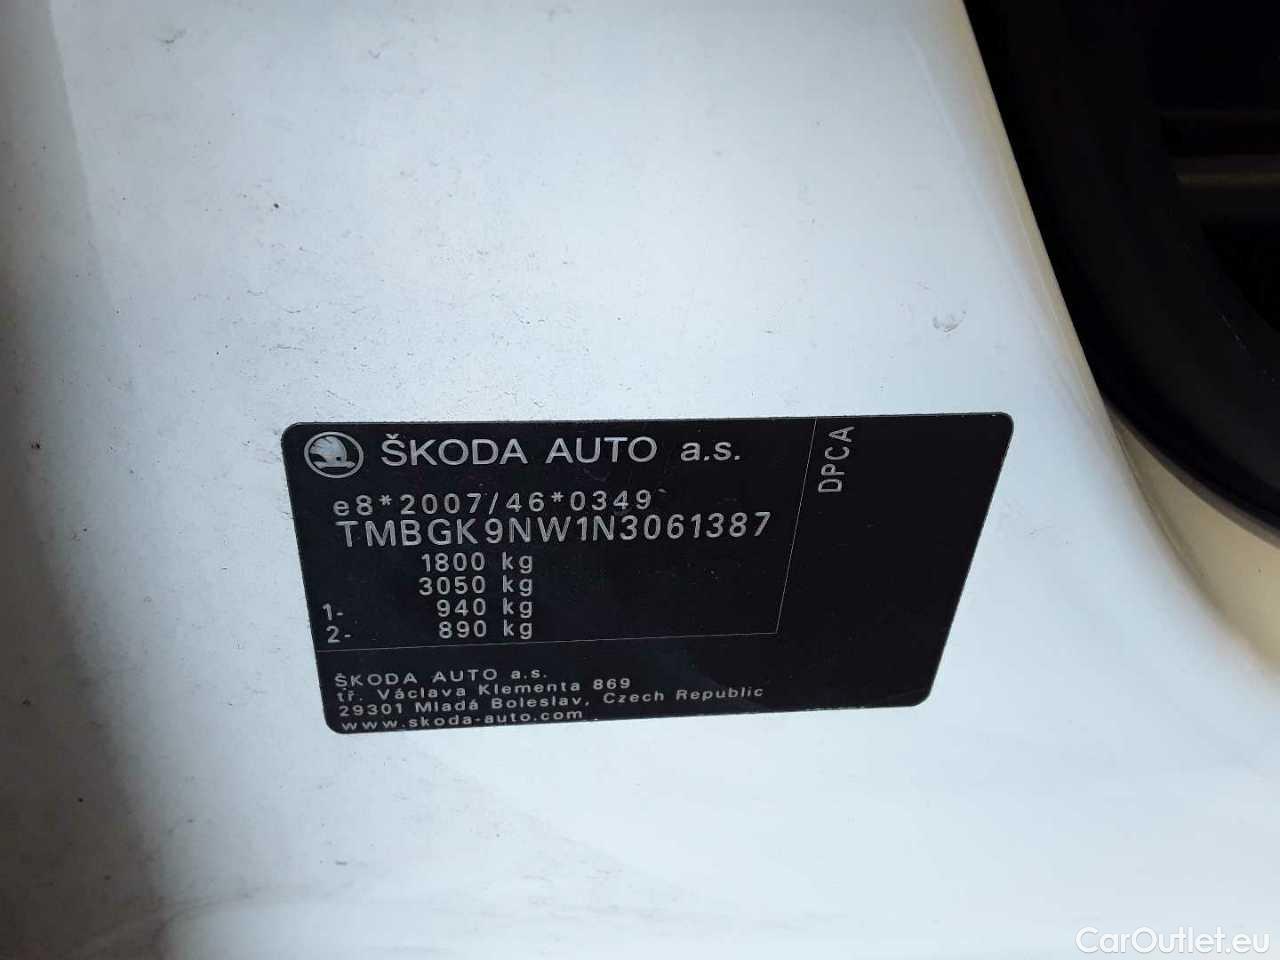 ŠKODA AUTO a.s.
DPCA
e8*2007/46*0349
TMBGK9NW1N3061387
1800 kg
3050 kg
1- 940 kg
2- 890 kg
ŠKODA AUTO a.s.
tř. Václava Klementa 869
29301 Mladá Boleslav, Czech Republic
www.skoda-auto.com
CarOutlet.eu